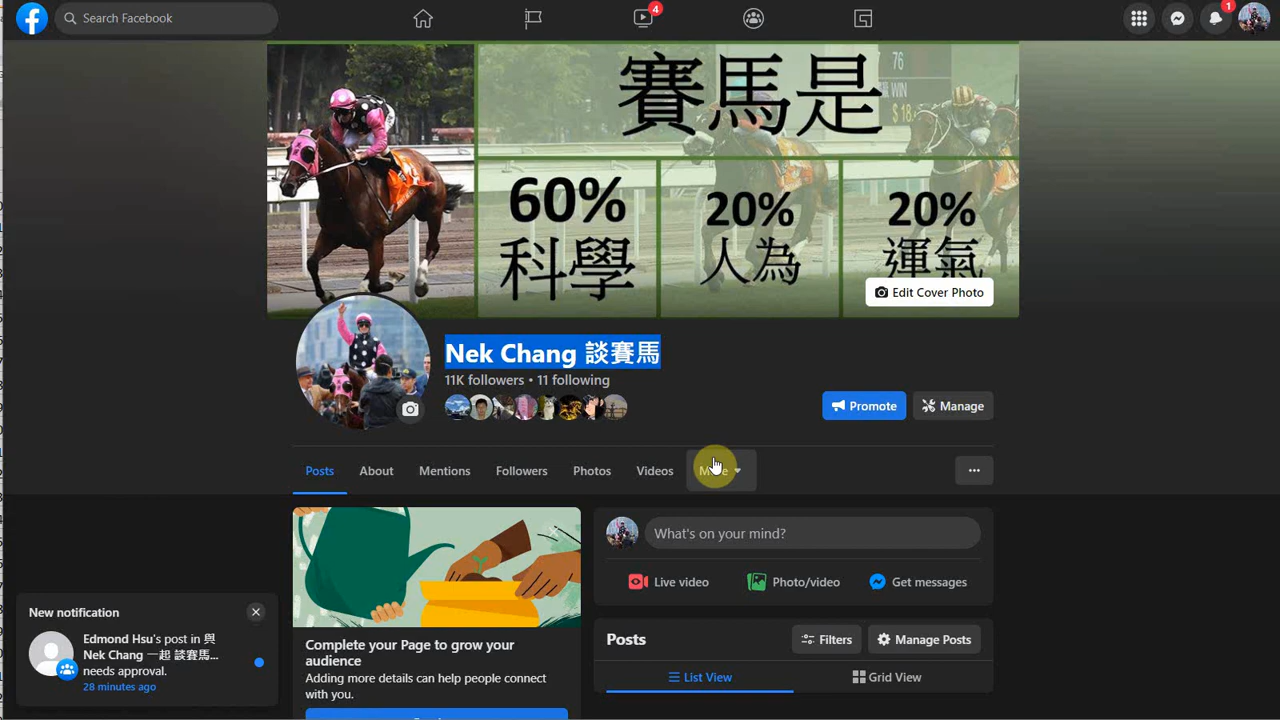 Search Facebook
4
1
賽馬是
76
WIN
60%
科學
20%
人為
20%
運氣
Edit Cover Photo
Nek Chang 談賽馬
11K followers • 11 following
Promote
Manage
Posts
About
Mentions
Followers
Photos
Videos
More
What's on your mind?
Live video
Photo/video
Get messages
Complete your Page to grow your
audience
Adding more details can help people connect
with you.
Posts
Filters
Manage Posts
List View
Grid View
New notification
Edmond Hsu's post in 與
Nek Chang 一起 談賽馬...
needs approval.
28 minutes ago